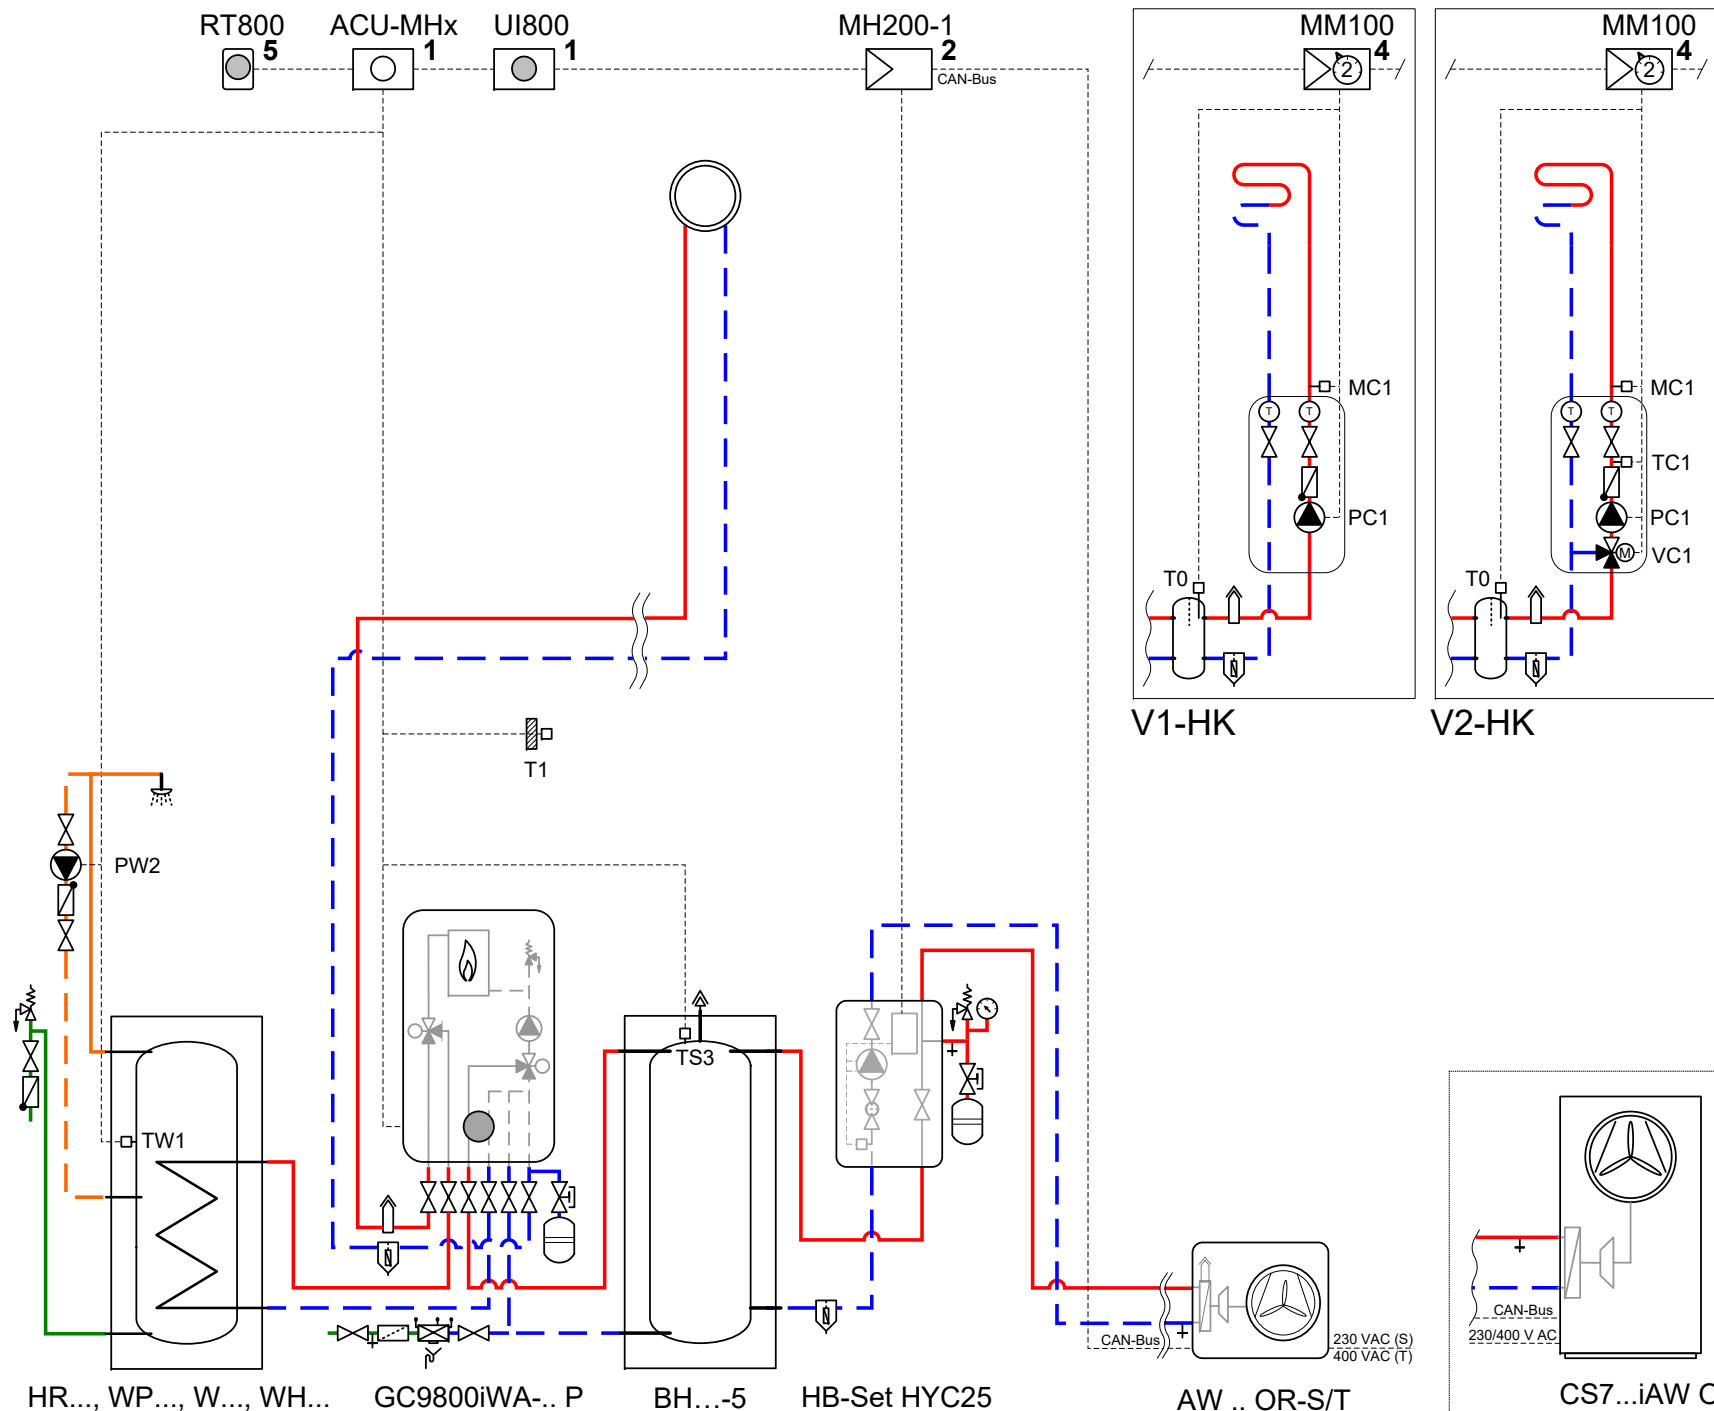 RT800
5
ACU-MHx
1
UI800
1
MH200-1
2
CAN-Bus
MM100
4
2
MM100
4
2
MC1
T
T
PC1
T0
V1-HK
MC1
T
T
TC1
PC1
M
VC1
T0
V2-HK
T1
PW2
TS3
TW1
CAN-Bus
230 VAC (S)
400 VAC (T)
CAN-Bus
230/400 V AC
HR..., WP..., W..., WH...
GC9800iWA-.. P
BH...-5
HB-Set HYC25
AW .. OR-S/T
CS7...iAW O